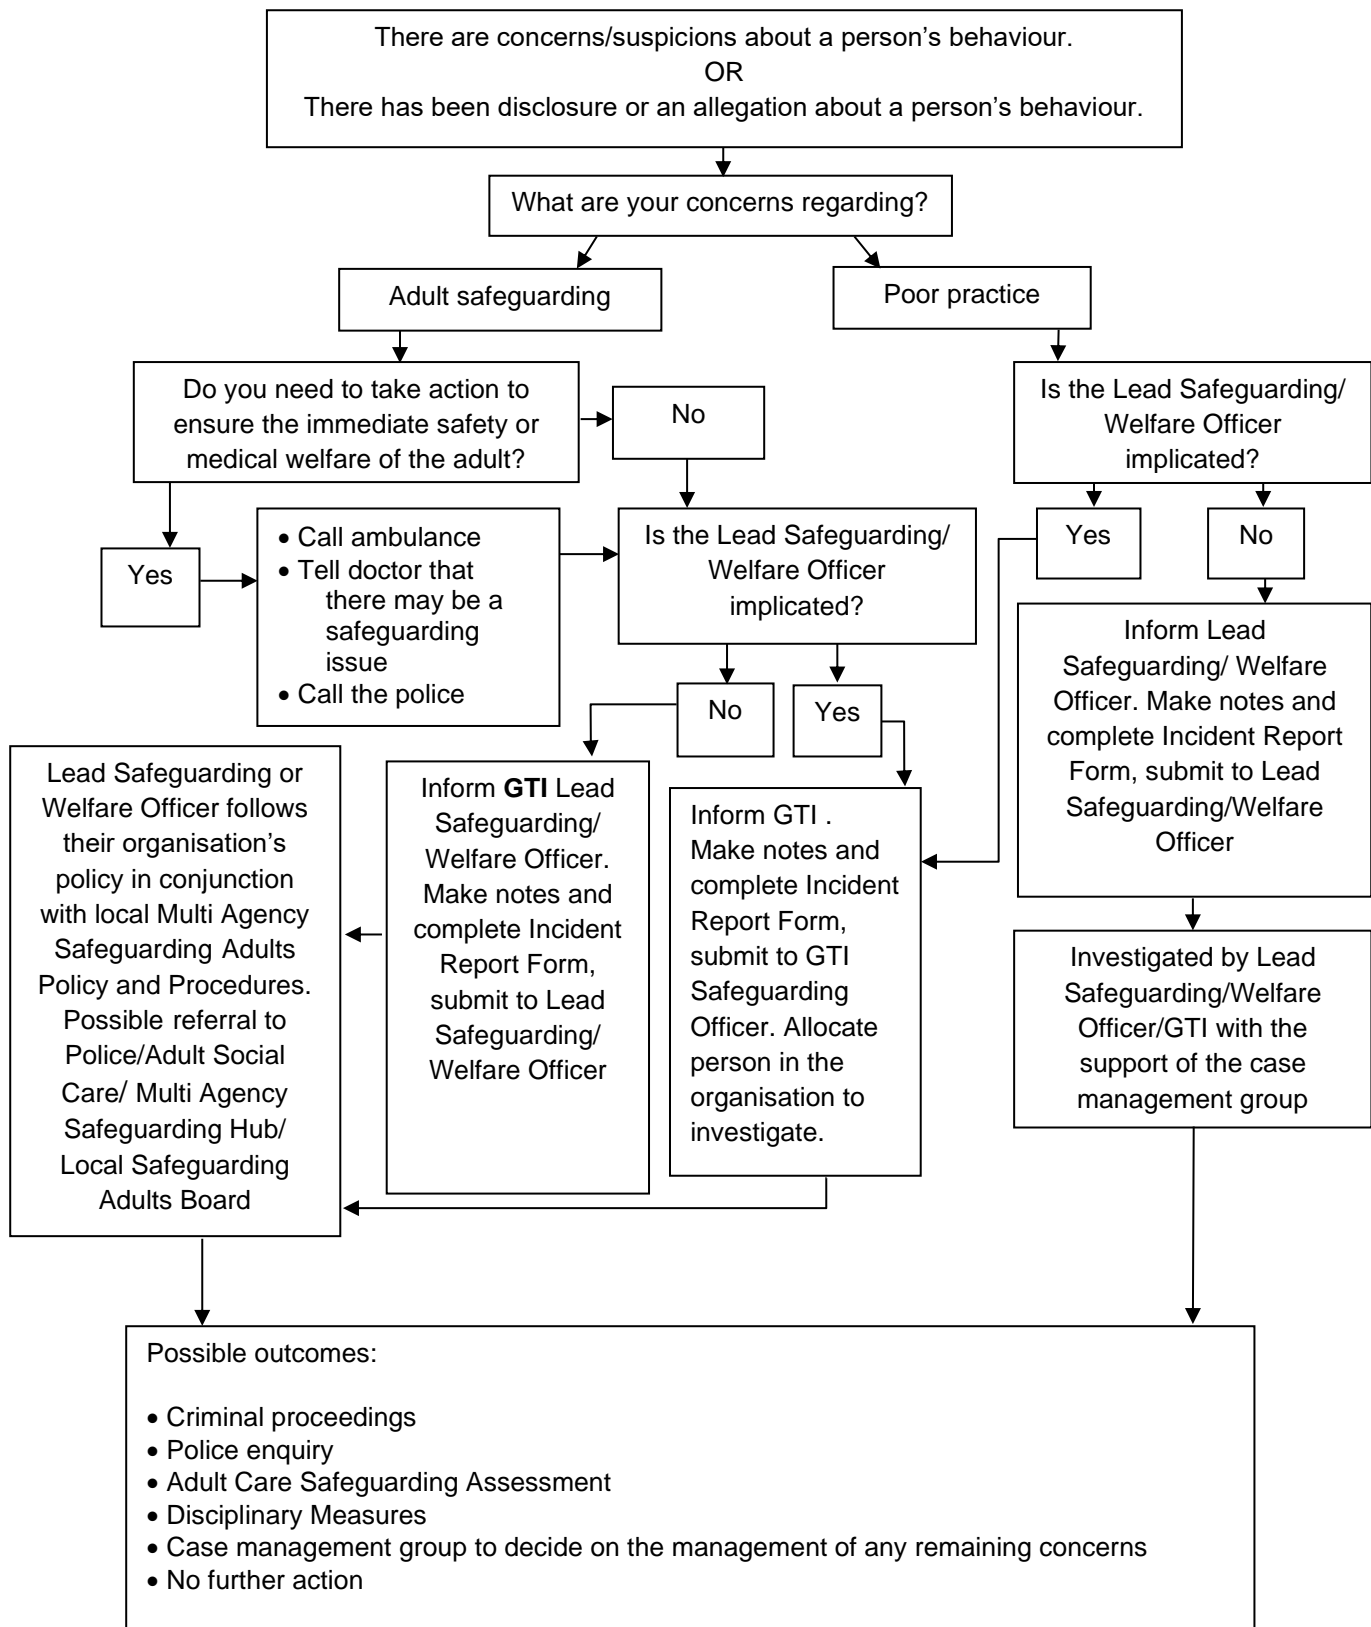 There are concerns/suspicions about a person’s behaviour.
OR
There has been disclosure or an allegation about a person’s behaviour.
What are your concerns regarding?
Adult safeguarding
Poor practice
Do you need to take action to
ensure the immediate safety or
medical welfare of the adult?
No
Is the Lead Safeguarding/
Welfare Officer
implicated?
Yes
No
Yes
• Call ambulance
• Tell doctor that
there may be a
safeguarding
issue
• Call the police
Is the Lead Safeguarding/
Welfare Officer
implicated?
No
Yes
Inform Lead
Safeguarding/ Welfare
Officer. Make notes and
complete Incident Report
Form, submit to Lead
Safeguarding/Welfare
Officer
Lead Safeguarding or
Welfare Officer follows
their organisation’s
policy in conjunction
with local Multi Agency
Safeguarding Adults
Policy and Procedures.
Possible referral to
Police/Adult Social
Care/ Multi Agency
Safeguarding Hub/
Local Safeguarding
Adults Board
Inform GTI Lead
Safeguarding/
Welfare Officer.
Make notes and
complete Incident
Report Form,
submit to Lead
Safeguarding/
Welfare Officer
Inform GTI .
Make notes and
complete Incident
Report Form,
submit to GTI
Safeguarding
Officer. Allocate
person in the
organisation to
investigate.
Investigated by Lead
Safeguarding/Welfare
Officer/GTI with the
support of the case
management group
Possible outcomes:
• Criminal proceedings
• Police enquiry
• Adult Care Safeguarding Assessment
• Disciplinary Measures
• Case management group to decide on the management of any remaining concerns
• No further action